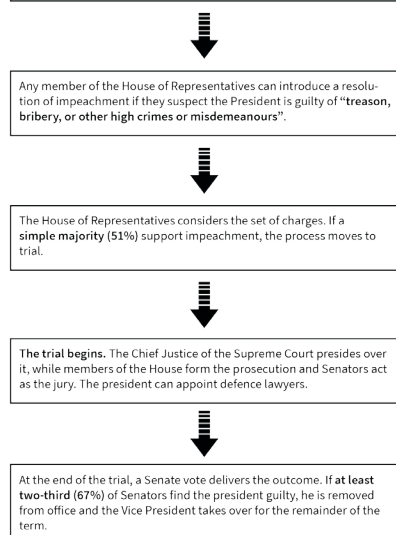 Any member of the House of Representatives can introduce a resolu-
tion of impeachment if they suspect the President is guilty of “treason,
bribery, or other high crimes or misdemeanours”.
The House of Representatives considers the set of charges. If a
simple majority (51%) support impeachment, the process moves to
trial.
The trial begins. The Chief Justice of the Supreme Court presides over
it, while members of the House form the prosecution and Senators act
as the jury. The president can appoint defence lawyers.
At the end of the trial, a Senate vote delivers the outcome. If at least
two-third (67%) of Senators find the president guilty, he is removed
from office and the Vice President takes over for the remainder of the
term.